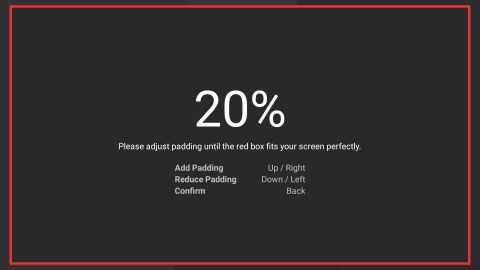 20%
Please adjust padding until the red box fits your screen perfectly.
Add Padding Up / Right
Reduce Padding Down / Left
Confirm Back